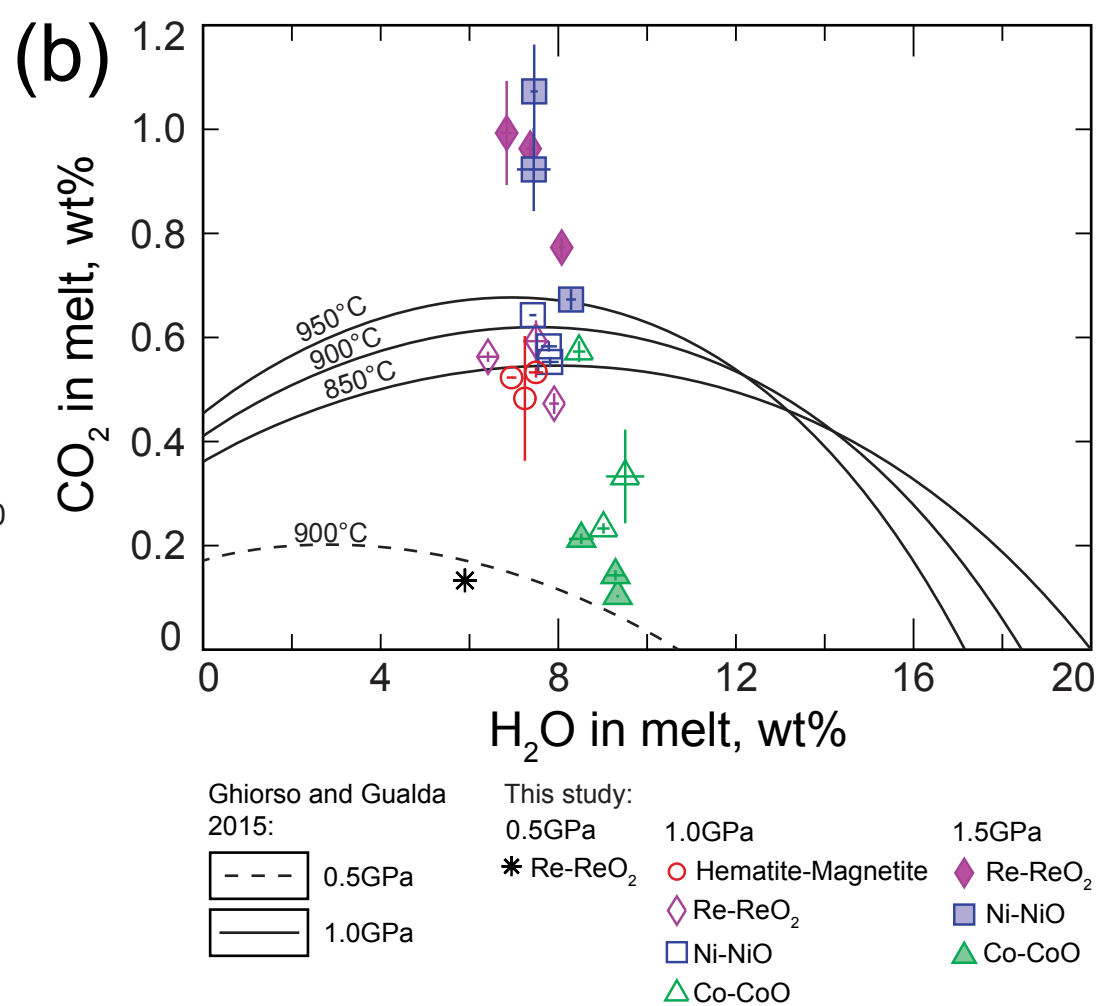 (b)
1.2
1.0
0.8
0.6
0.4
0.2
0
CO2 in melt, wt%
0
950°C
900°C
850°C
900°C
0 4 8 12 16 20
H2O in melt, wt%
Ghiorso and Gualda
2015:
0.5GPa
1.0GPa
This study:
0.5GPa
Re-ReO2
1.0GPa
Hematite-Magnetite
Re-ReO2
Ni-NiO
Co-CoO
1.5GPa
Re-ReO2
Ni-NiO
Co-CoO